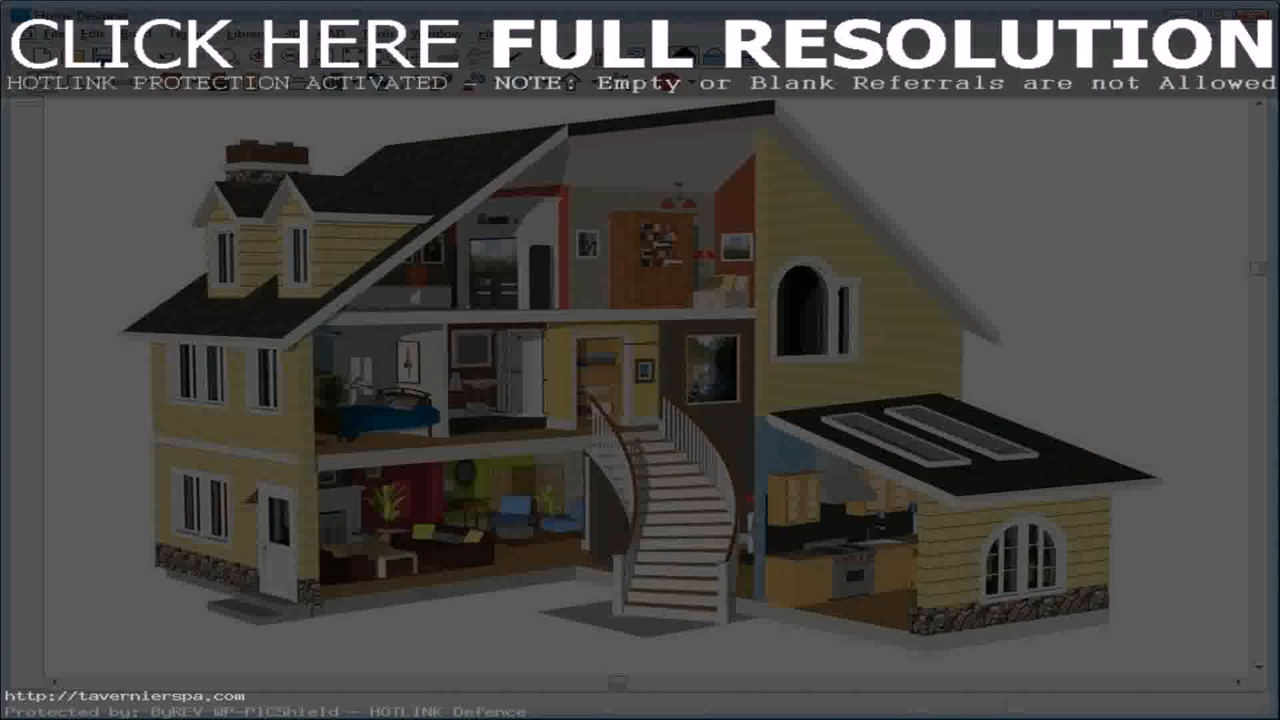 CLICK HERE FULL RESOLUTION
HOTLINK PROTECTION ACTIVATED - NOTE: Empty or Blank Referrals are not Allowed
http://tavernierspa.com
Protected by: ByREV WP-PICShield - HOTLINK Defence